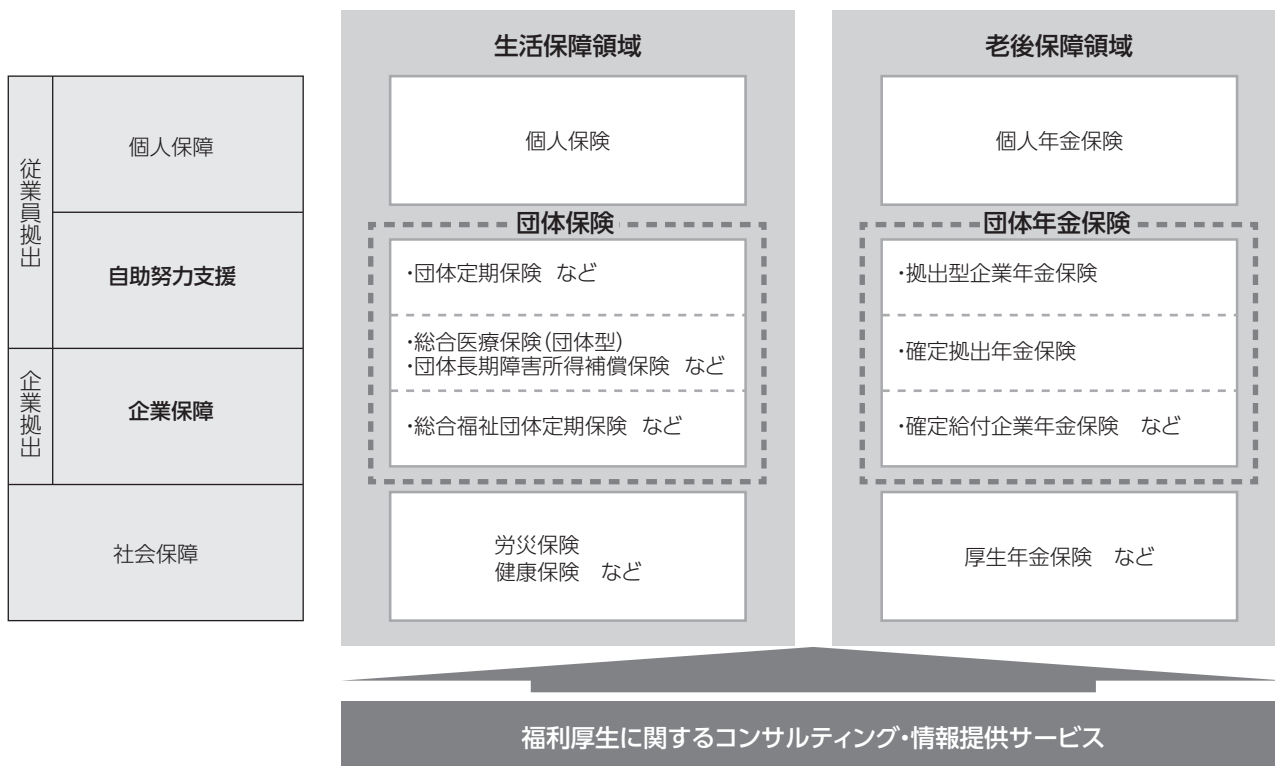 生活保障領域
老後保障領域
従業員拠出
個人保障
個人保険
個人年金保険
団体保険
団体年金保険
自助努力支援
・団体定期保険 など
・拠出型企業年金保険
・総合医療保険(団体型)
・団体長期障害所得補償保険 など
・確定拠出年金保険
企業拠出
企業保障
・総合福祉団体定期保険 など
・確定給付企業年金保険 など
社会保障
労災保険
健康保険 など
厚生年金保険 など
福利厚生に関するコンサルティング・情報提供サービス